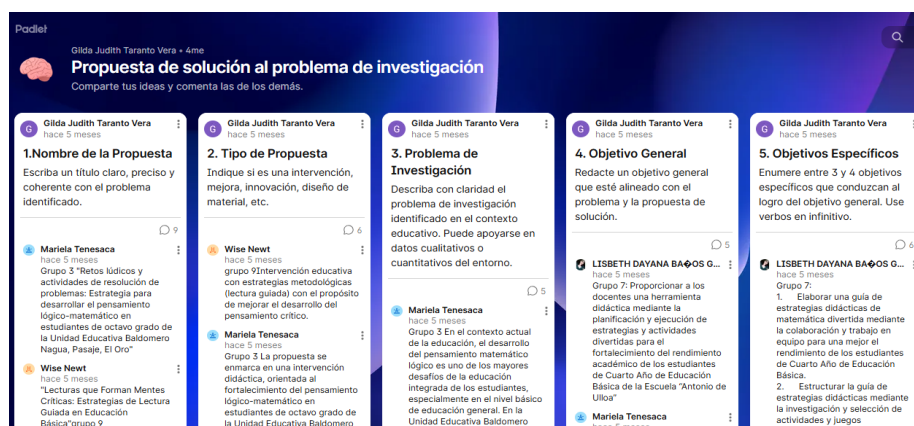 Padlet
Gilda Judith Taranto Vera • 4me
Propuesta de solución al problema de investigación
Comparte tus ideas y comenta las de los demás.
G
Gilda Judith Taranto Vera
hace 5 meses
1.Nombre de la Propuesta
Escriba un título claro, preciso y
coherente con el problema
identificado.
9
Mariela Tenesaca
hace 5 meses
Grupo 3 "Retos lúdicos y
actividades de resolución de
problemas: Estrategia para
desarrollar el pensamiento
lógico-matemático en
estudiantes de octavo grado de
la Unidad Educativa Baldomero
Nagua, Pasaje, El Oro"
Wise Newt
hace 5 meses
"Lecturas que Forman Mentes
Críticas: Estrategias de Lectura
Guiada en Educación
Básica"grupo 9
G
Gilda Judith Taranto Vera
hace 5 meses
2. Tipo de Propuesta
Indique si es una intervención,
mejora, innovación, diseño de
material, etc.
6
Wise Newt
hace 5 meses
grupo 9Intervención educativa
con estrategias metodológicas
(lectura guiada) con el propósito
de mejorar el desarrollo del
pensamiento crítico.
Mariela Tenesaca
hace 5 meses
Grupo 3 La propuesta se
enmarca en una intervención
didáctica, orientada al
fortalecimiento del pensamiento
lógico-matemático en
estudiantes de octavo grado de
la Unidad Educativa Baldomero
G
Gilda Judith Taranto Vera
hace 5 meses
3. Problema de
Investigación
Describa con claridad el
problema de investigación
identificado en el contexto
educativo. Puede apoyarse en
datos cualitativos o
cuantitativos del entorno.
5
Mariela Tenesaca
hace 5 meses
Grupo 3 En el contexto actual
de la educación, el desarrollo
del pensamiento matemático
lógico es uno de los mayores
desafíos de la educación
integrada de los estudiantes,
especialmente en el nivel básico
de educación general. En la
Unidad Educativa Baldomero
G
Gilda Judith Taranto Vera
hace 5 meses
4. Objetivo General
Redacte un objetivo general
que esté alineado con el
problema y la propuesta de
solución.
5
LISBETH DAYANA BA�OS G...
hace 5 meses
Grupo 7: Proporcionar a los
docentes una herramienta
didáctica mediante la
planificación y ejecución de
estrategias y actividades
divertidas para el
fortalecimiento del rendimiento
académico de los estudiantes
de Cuarto Año de Educación
Básica de la Escuela "Antonio de
Ulloa"
Mariela Tenesaca
hace 5 meses
G
Gilda Judith Taranto Vera
hace 5 meses
5. Objetivos Específicos
Enumere entre 3 y 4 objetivos
específicos que conduzcan al
logro del objetivo general. Use
verbos en infinitivo.
6
LISBETH DAYANA BA�OS G...
hace 5 meses
Grupo 7:
1. Elaborar una guía de
estrategias didácticas de
matemática divertida mediante
la colaboración y trabajo en
equipo para una mejor el
rendimiento de los estudiantes
de Cuarto Año de Educación
Básica.
2. Estructurar la guía de
estrategias didácticas mediante
la investigación y selección de
actividades y juegos